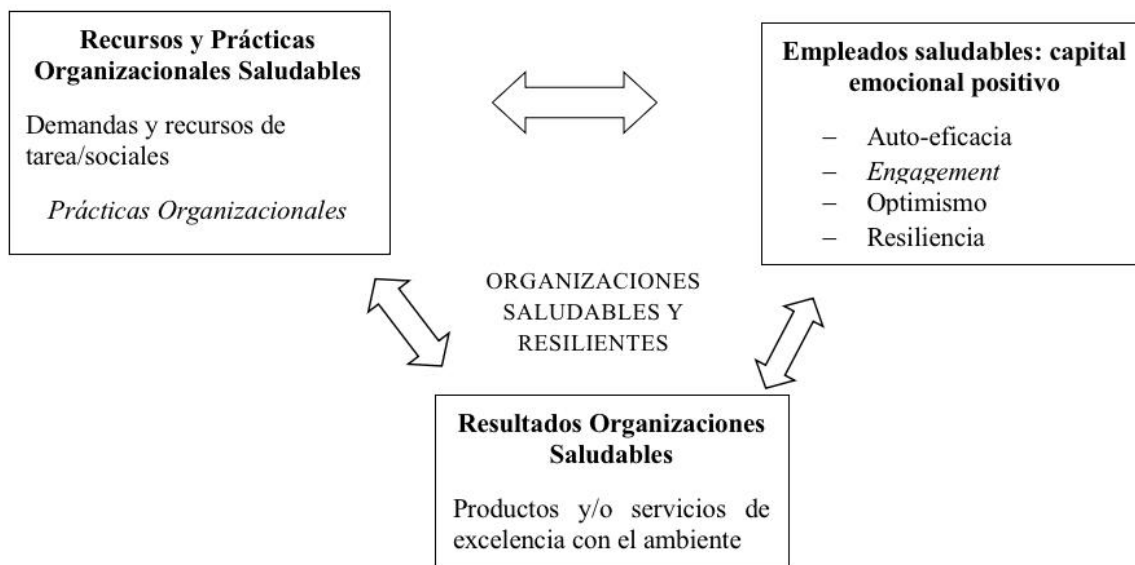 Recursos y Prácticas
Organizacionales Saludables
Demandas y recursos de
tarea/sociales
Prácticas Organizacionales
Empleados saludables: capital
emocional positivo
– Auto-eficacia
– Engagement
– Optimismo
– Resiliencia
ORGANIZACIONES
SALUDABLES Y
RESILIENTES
Resultados Organizaciones
Saludables
Productos y/o servicios de
excelencia con el ambiente